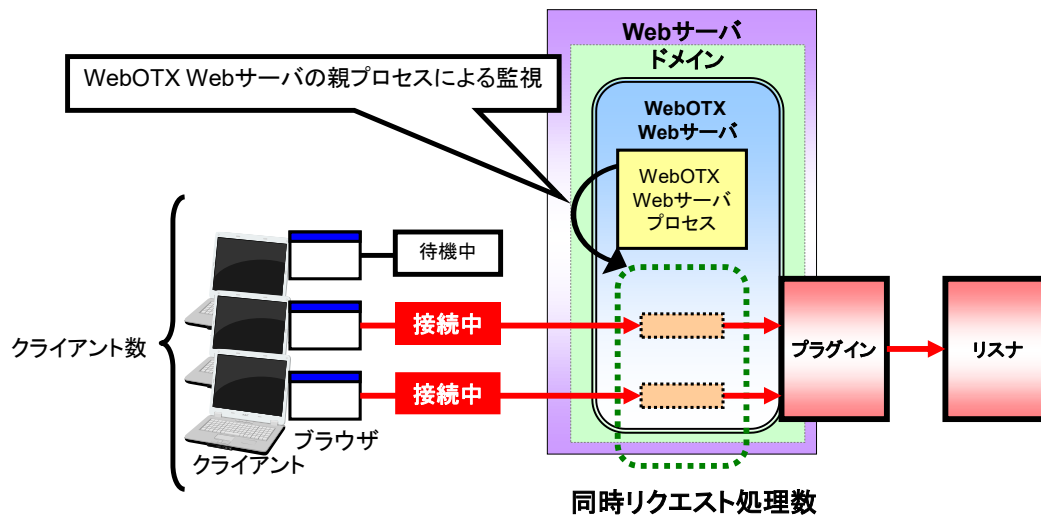 Webサーバ
ドメイン
WebOTX Webサーバの親プロセスによる監視
WebOTX
Webサーバ
WebOTX
Webサーバ
プロセス
待機中
接続中
接続中
クライアント数
プラグイン
リスナ
ブラウザ
クライアント
同時リクエスト処理数